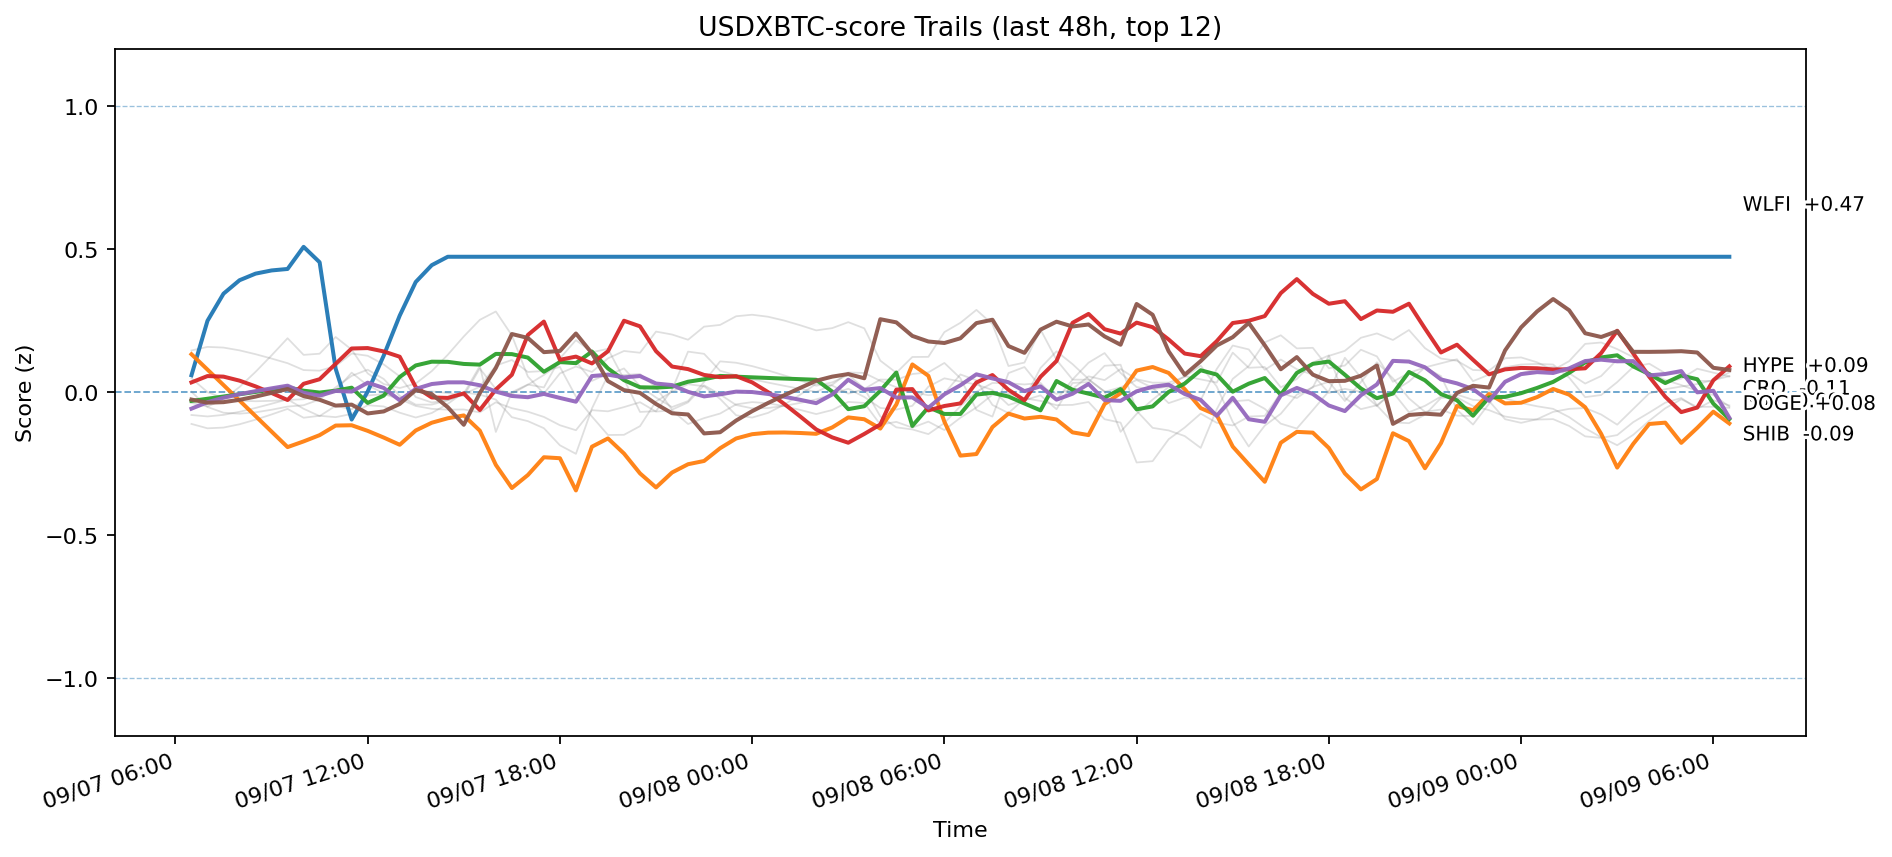 USDXBTC-score Trails (last 48h, top 12)
Score (z)
1.0
0.5
0.0
−0.5
−1.0
WLFI +0.47
HYPE +0.09
CRO -0.11
DOGE +0.08
SHIB -0.09
09/07 06:00
09/07 12:00
09/07 18:00
09/08 00:00
09/08 06:00
09/08 12:00
09/08 18:00
09/09 00:00
09/09 06:00
Time